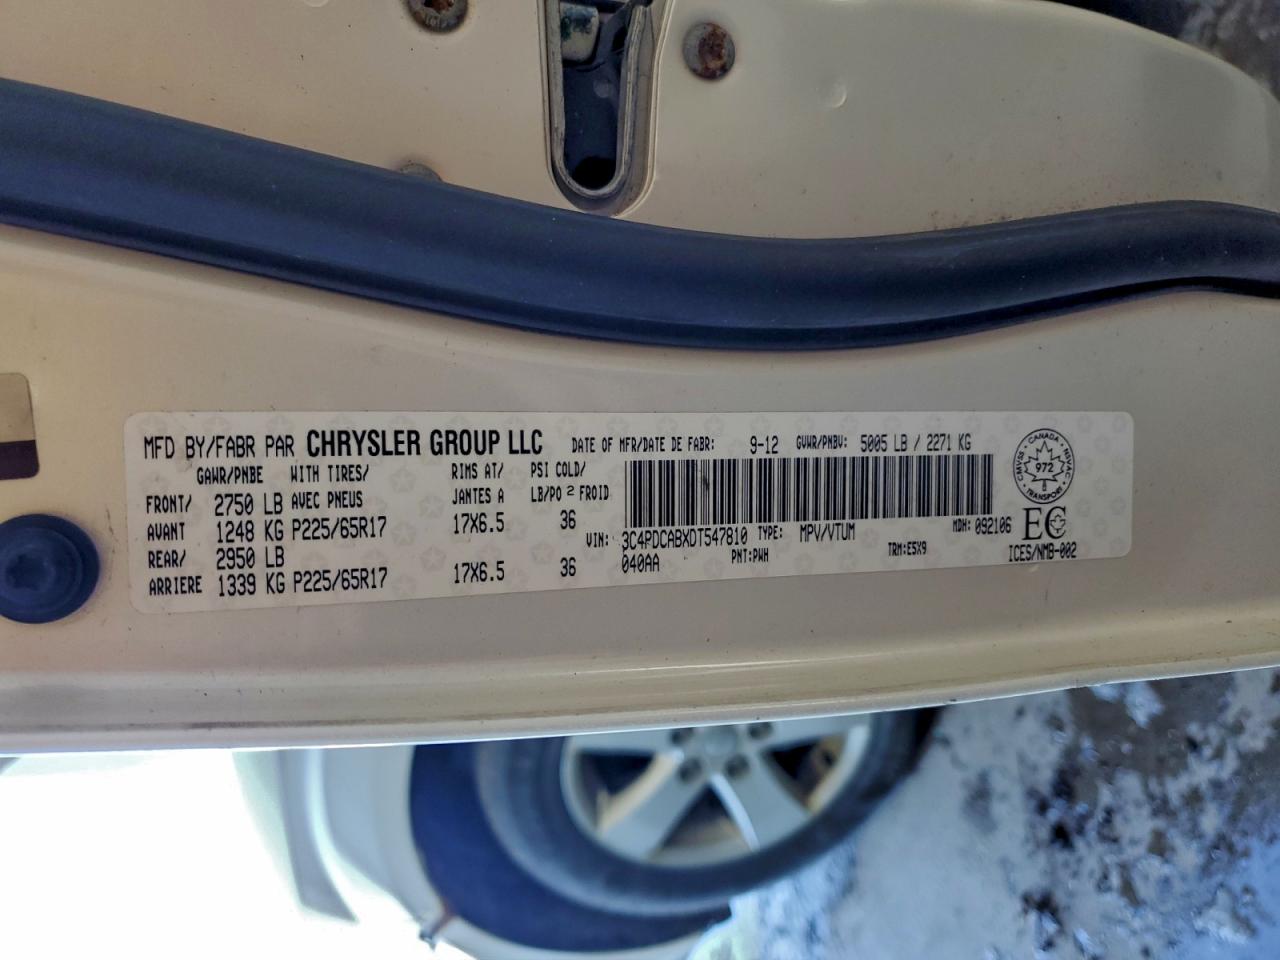 MFD BY/FABR PAR CHRYSLER GROUP LLC DATE OF MFR/DATE DE FABR: 9-12 GVWR/PNBV: 5005 LB / 2271 KG
GAWR/PNBE WITH TIRES/ RIMS AT/ PSI COLD/
AVEC PNEUS JANTES A LB/PO² FROID
FRONT/ 2750 LB
AVANT 1248 KG P225/65R17 17X6.5 36
REAR/ 2950 LB
ARRIERE 1339 KG P225/65R17 17X6.5 36
VIN: 3C4PDCABXDT547810 TYPE: MPV/VTUM MDH: 092106
040AA PNT:PWH TRM:E5X9
CANADA
CMVSS · NSVAC
972
TRANSPORT
EC
ICES/NMB-002